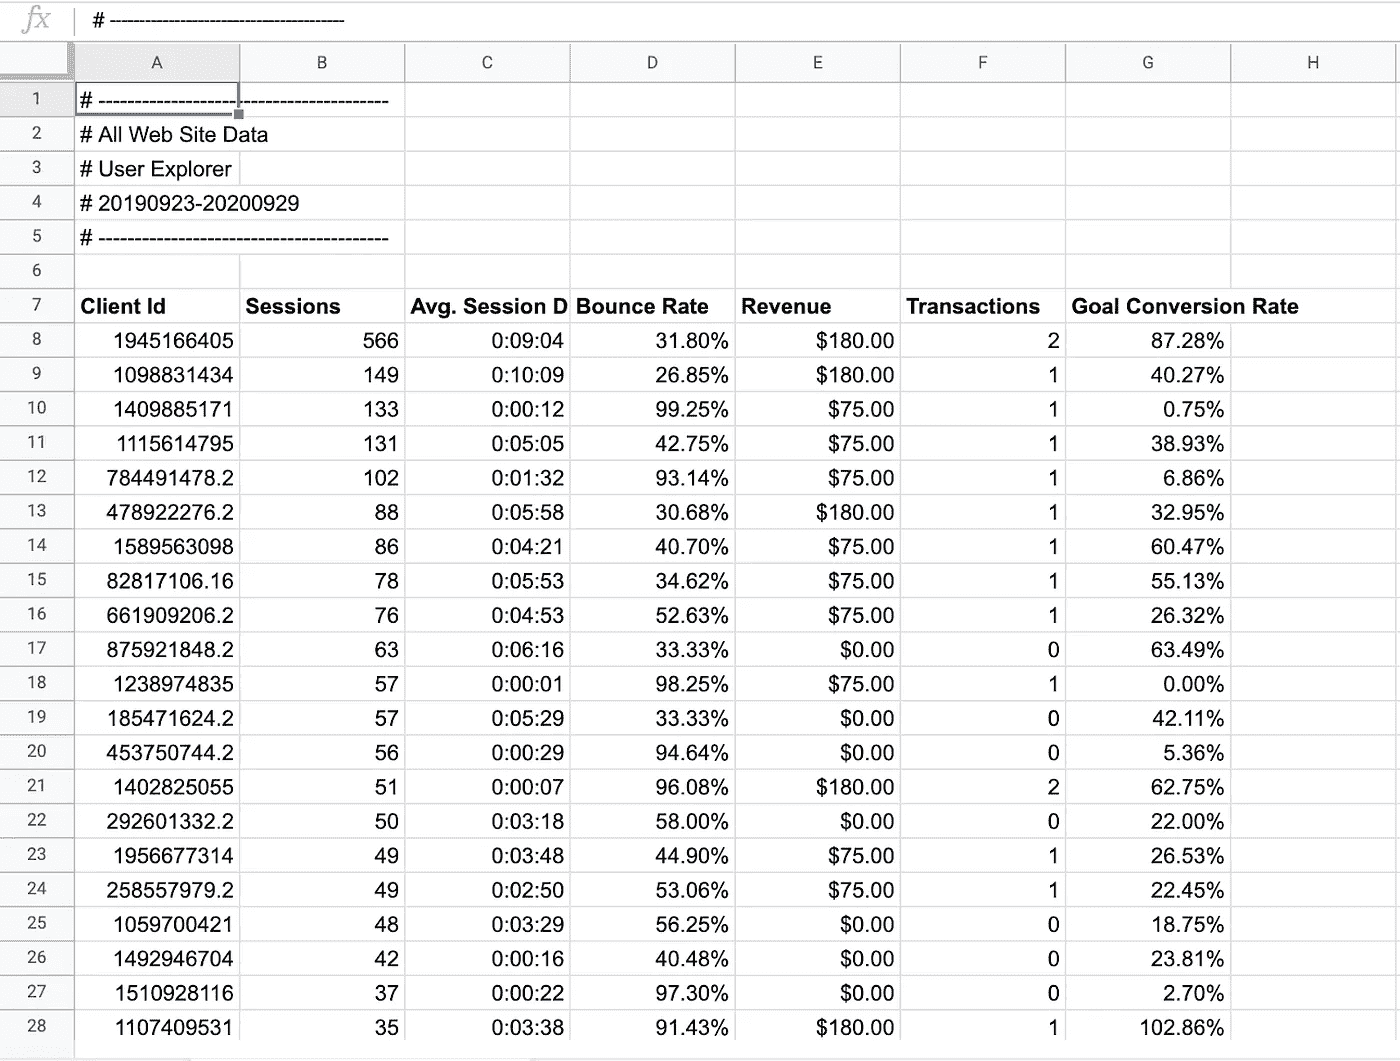 fx # ----------------------------------------
A B C D E F G H
1 # ----------------------------------------
2 # All Web Site Data
3 # User Explorer
4 # 20190923-20200929
5 # ----------------------------------------
6
7 Client Id Sessions Avg. Session D Bounce Rate Revenue Transactions Goal Conversion Rate
8 1945166405 566 0:09:04 31.80% $180.00 2 87.28%
9 1098831434 149 0:10:09 26.85% $180.00 1 40.27%
10 1409885171 133 0:00:12 99.25% $75.00 1 0.75%
11 1115614795 131 0:05:05 42.75% $75.00 1 38.93%
12 784491478.2 102 0:01:32 93.14% $75.00 1 6.86%
13 478922276.2 88 0:05:58 30.68% $180.00 1 32.95%
14 1589563098 86 0:04:21 40.70% $75.00 1 60.47%
15 82817106.16 78 0:05:53 34.62% $75.00 1 55.13%
16 661909206.2 76 0:04:53 52.63% $75.00 1 26.32%
17 875921848.2 63 0:06:16 33.33% $0.00 0 63.49%
18 1238974835 57 0:00:01 98.25% $75.00 1 0.00%
19 185471624.2 57 0:05:29 33.33% $0.00 0 42.11%
20 453750744.2 56 0:00:29 94.64% $0.00 0 5.36%
21 1402825055 51 0:00:07 96.08% $180.00 2 62.75%
22 292601332.2 50 0:03:18 58.00% $0.00 0 22.00%
23 1956677314 49 0:03:48 44.90% $75.00 1 26.53%
24 258557979.2 49 0:02:50 53.06% $75.00 1 22.45%
25 1059700421 48 0:03:29 56.25% $0.00 0 18.75%
26 1492946704 42 0:00:16 40.48% $0.00 0 23.81%
27 1510928116 37 0:00:22 97.30% $0.00 0 2.70%
28 1107409531 35 0:03:38 91.43% $180.00 1 102.86%